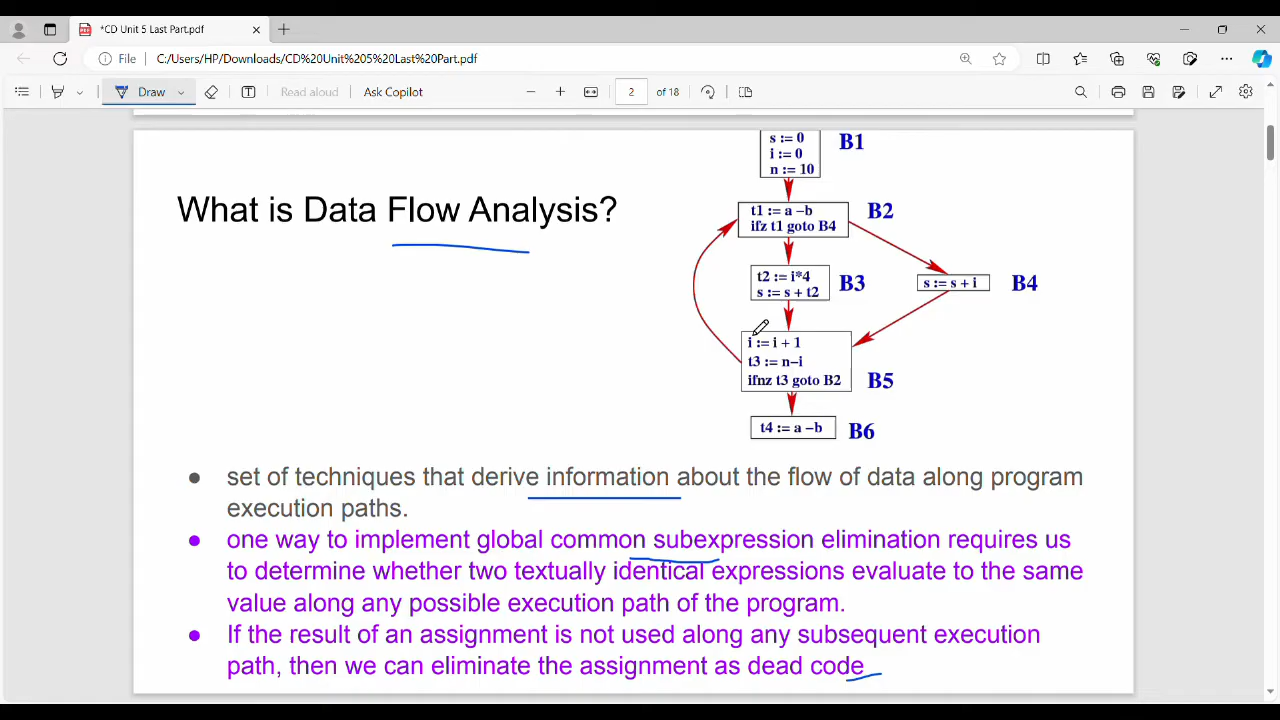 *CD Unit 5 Last Part.pdf
File
C:/Users/HP/Downloads/CD%20Unit%205%20Last%20Part.pdf
Draw
Read aloud
Ask Copilot
2
of 18
s := 0
i := 0
n := 10
B1
What is Data Flow Analysis?
t1 := a –b
ifz t1 goto B4
B2
t2 := i*4
s := s + t2
B3
s := s + i
B4
i := i + 1
t3 := n–i
ifnz t3 goto B2
B5
t4 := a –b
B6
● set of techniques that derive information about the flow of data along program
execution paths.
● one way to implement global common subexpression elimination requires us
to determine whether two textually identical expressions evaluate to the same
value along any possible execution path of the program.
● If the result of an assignment is not used along any subsequent execution
path, then we can eliminate the assignment as dead code